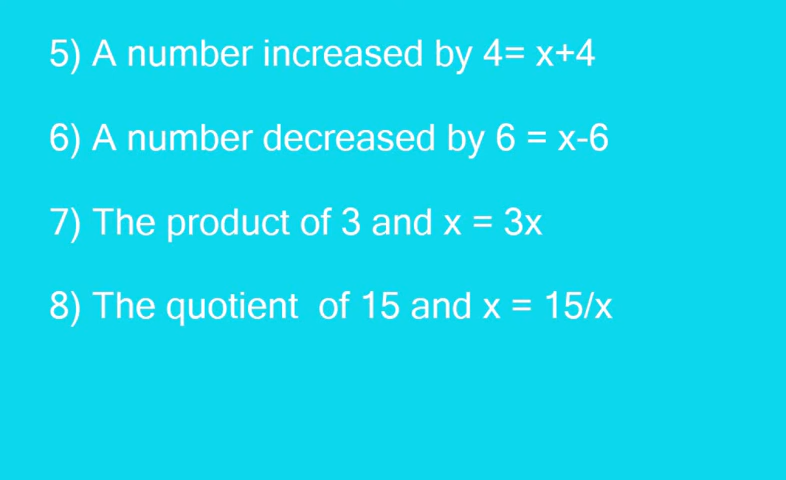 5) A number increased by 4= x+4
6) A number decreased by 6 = x-6
7) The product of 3 and x = 3x
8) The quotient  of 15 and x = 15/x